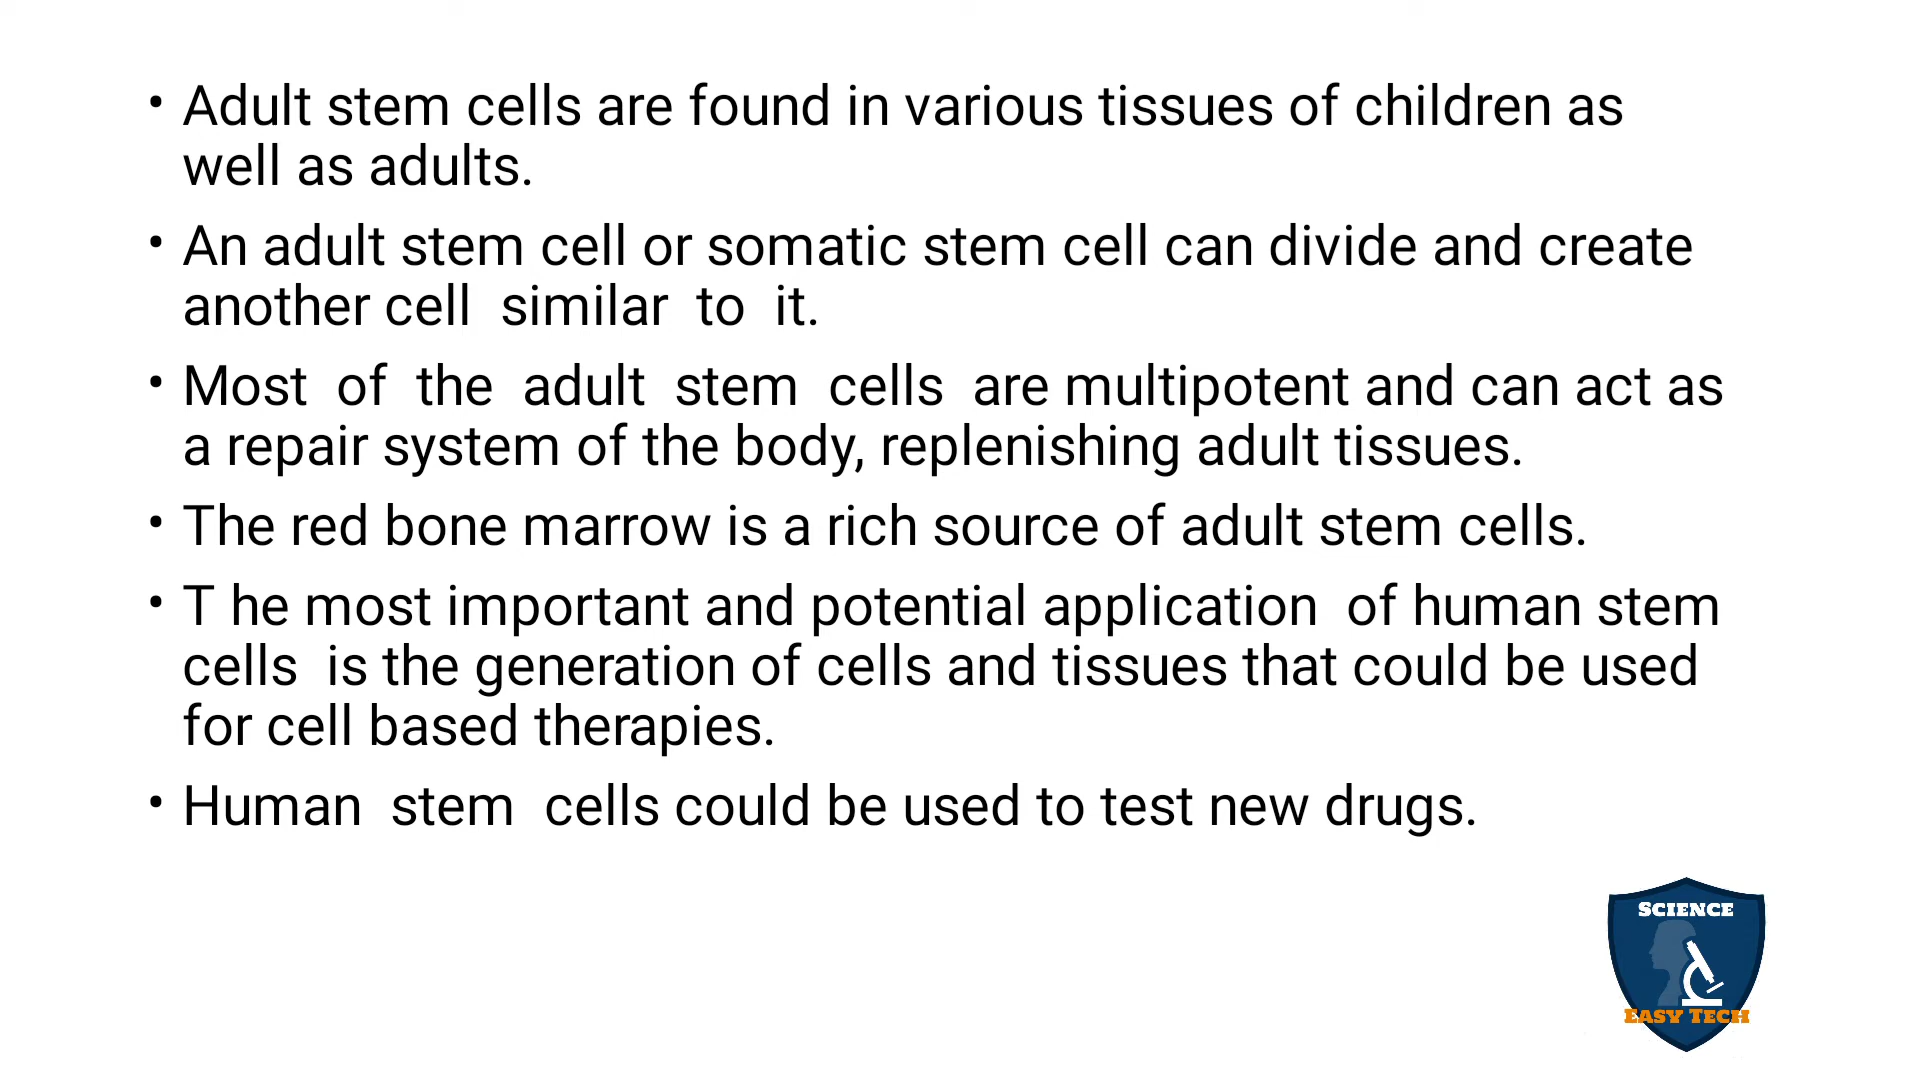 • Adult stem cells are found in various tissues of children as
well as adults.
• An adult stem cell or somatic stem cell can divide and create
another cell  similar  to  it.
• Most  of  the  adult  stem  cells  are multipotent and can act as
a repair system of the body, replenishing adult tissues.
• The red bone marrow is a rich source of adult stem cells.
• T he most important and potential application  of human stem
cells  is the generation of cells and tissues that could be used
for cell based therapies.
• Human  stem  cells could be used to test new drugs.
SCIENCE
EASY TECH